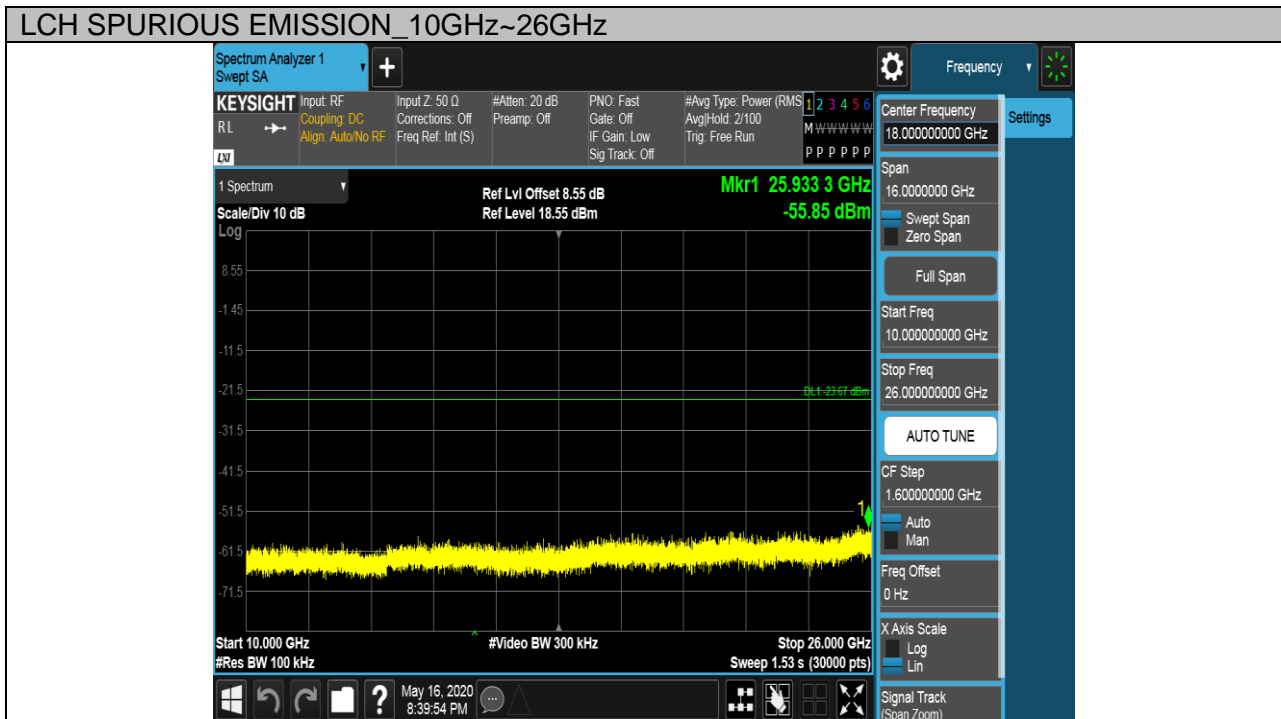 LCH SPURIOUS EMISSION_10GHz~26GHz
Spectrum Analyzer 1
Swept SA
+
Frequency
KEYSIGHT
RL
LXI
Input: RF
Coupling: DC
Align: Auto/No RF
Input Z: 50 Ω
Corrections: Off
Freq Ref: Int (S)
#Atten: 20 dB
Preamp: Off
PNO: Fast
Gate: Off
IF Gain: Low
Sig Track: Off
#Avg Type: Power (RMS
Avg|Hold: 2/100
Trig: Free Run
1 2 3 4 5 6
M W W W W W
P P P P P P
1 Spectrum
Scale/Div 10 dB
Log
Ref Lvl Offset 8.55 dB
Ref Level 18.55 dBm
Mkr1 25.933 3 GHz
-55.85 dBm
8.55
-1.45
-11.5
-21.5
DL1 -23.67 dBm
-31.5
-41.5
-51.5
1
-61.5
-71.5
Start 10.000 GHz
#Video BW 300 kHz
Stop 26.000 GHz
#Res BW 100 kHz
Sweep 1.53 s (30000 pts)
?
May 16, 2020
8:39:54 PM
Center Frequency
18.000000000 GHz
Settings
Span
16.0000000 GHz
Swept Span
Zero Span
Full Span
Start Freq
10.000000000 GHz
Stop Freq
26.000000000 GHz
AUTO TUNE
CF Step
1.600000000 GHz
Auto
Man
Freq Offset
0 Hz
X Axis Scale
Log
Lin
Signal Track
(Span Zoom)